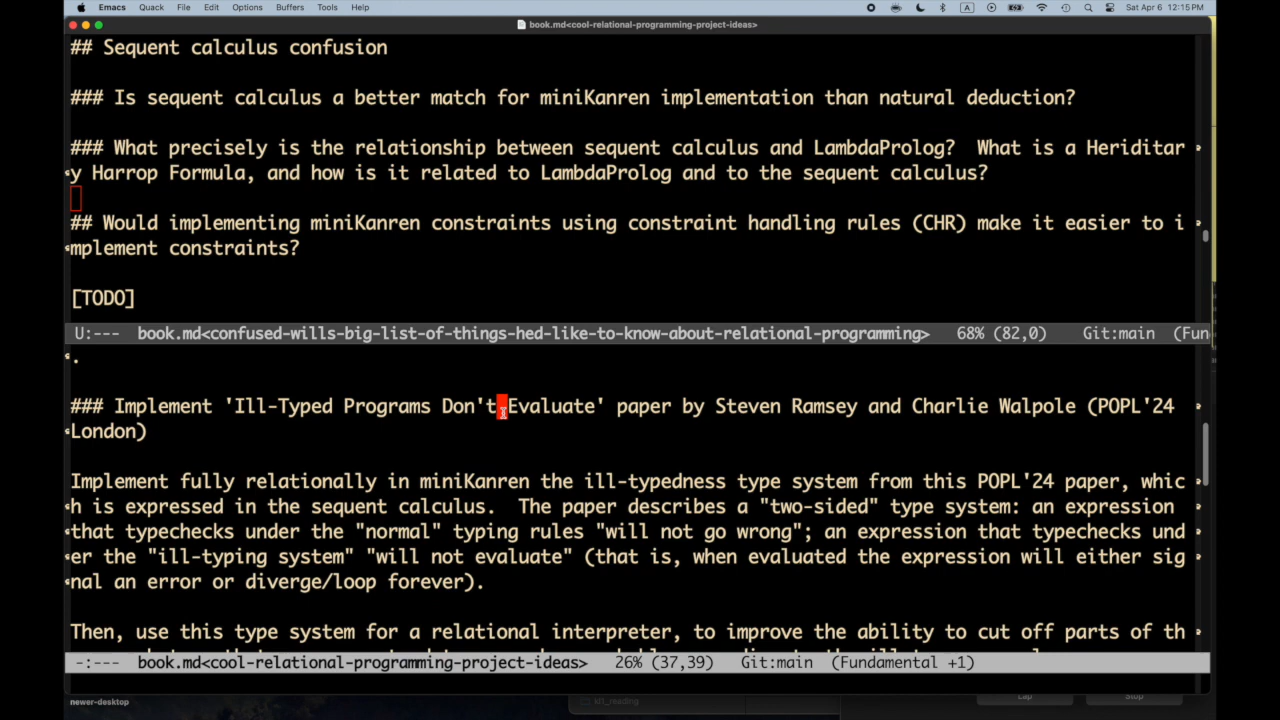 Emacs Quack File Edit Options Buffers Tools Help A Sat Apr 6 12:15 PM
book.md<cool-relational-programming-project-ideas>
## Sequent calculus confusion
### Is sequent calculus a better match for miniKanren implementation than natural deduction?
### What precisely is the relationship between sequent calculus and LambdaProlog?  What is a Heriditar
y Harrop Formula, and how is it related to LambdaProlog and to the sequent calculus?
## Would implementing miniKanren constraints using constraint handling rules (CHR) make it easier to i
mplement constraints?
[TODO]
U:--- book.md<confused-wills-big-list-of-things-hed-like-to-know-about-relational-programming> 68% (82,0) Git:main (Fun
.
### Implement 'Ill-Typed Programs Don't Evaluate' paper by Steven Ramsey and Charlie Walpole (POPL'24
London)
Implement fully relationally in miniKanren the ill-typedness type system from this POPL'24 paper, whic
h is expressed in the sequent calculus.  The paper describes a "two-sided" type system: an expression
that typechecks under the "normal" typing rules "will not go wrong"; an expression that typechecks und
er the "ill-typing system" "will not evaluate" (that is, when evaluated the expression will either sig
nal an error or diverge/loop forever).
Then, use this type system for a relational interpreter, to improve the ability to cut off parts of th
-:--- book.md<cool-relational-programming-project-ideas> 26% (37,39) Git:main (Fundamental +1)
newer-desktop
Lap Stop